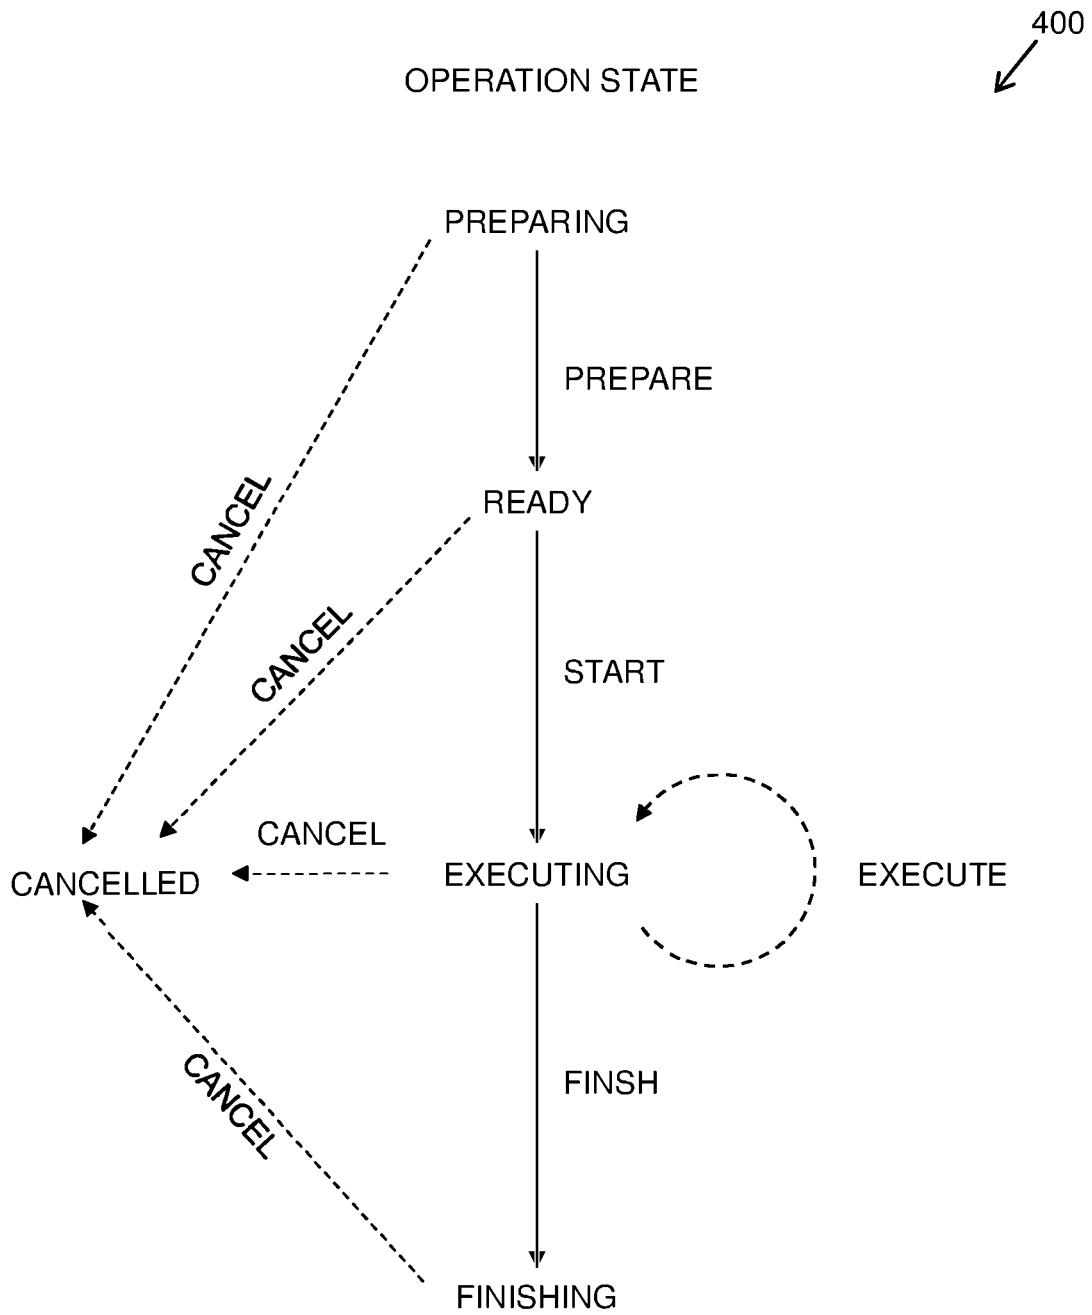 400
OPERATION STATE
PREPARING
PREPARE
CANCEL
READY
CANCEL
START
CANCEL
CANCELLED
EXECUTING
EXECUTE
CANCEL
FINSH
FINISHING